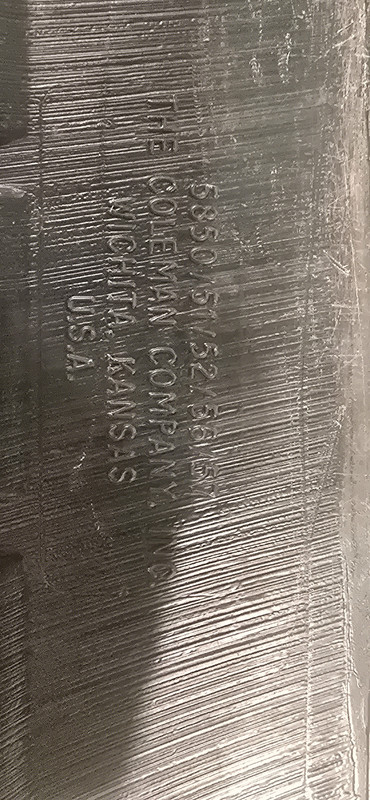 5850/51/52/56/57
THE COLEMAN COMPANY, INC.
WICHITA, KANSAS
U.S.A.